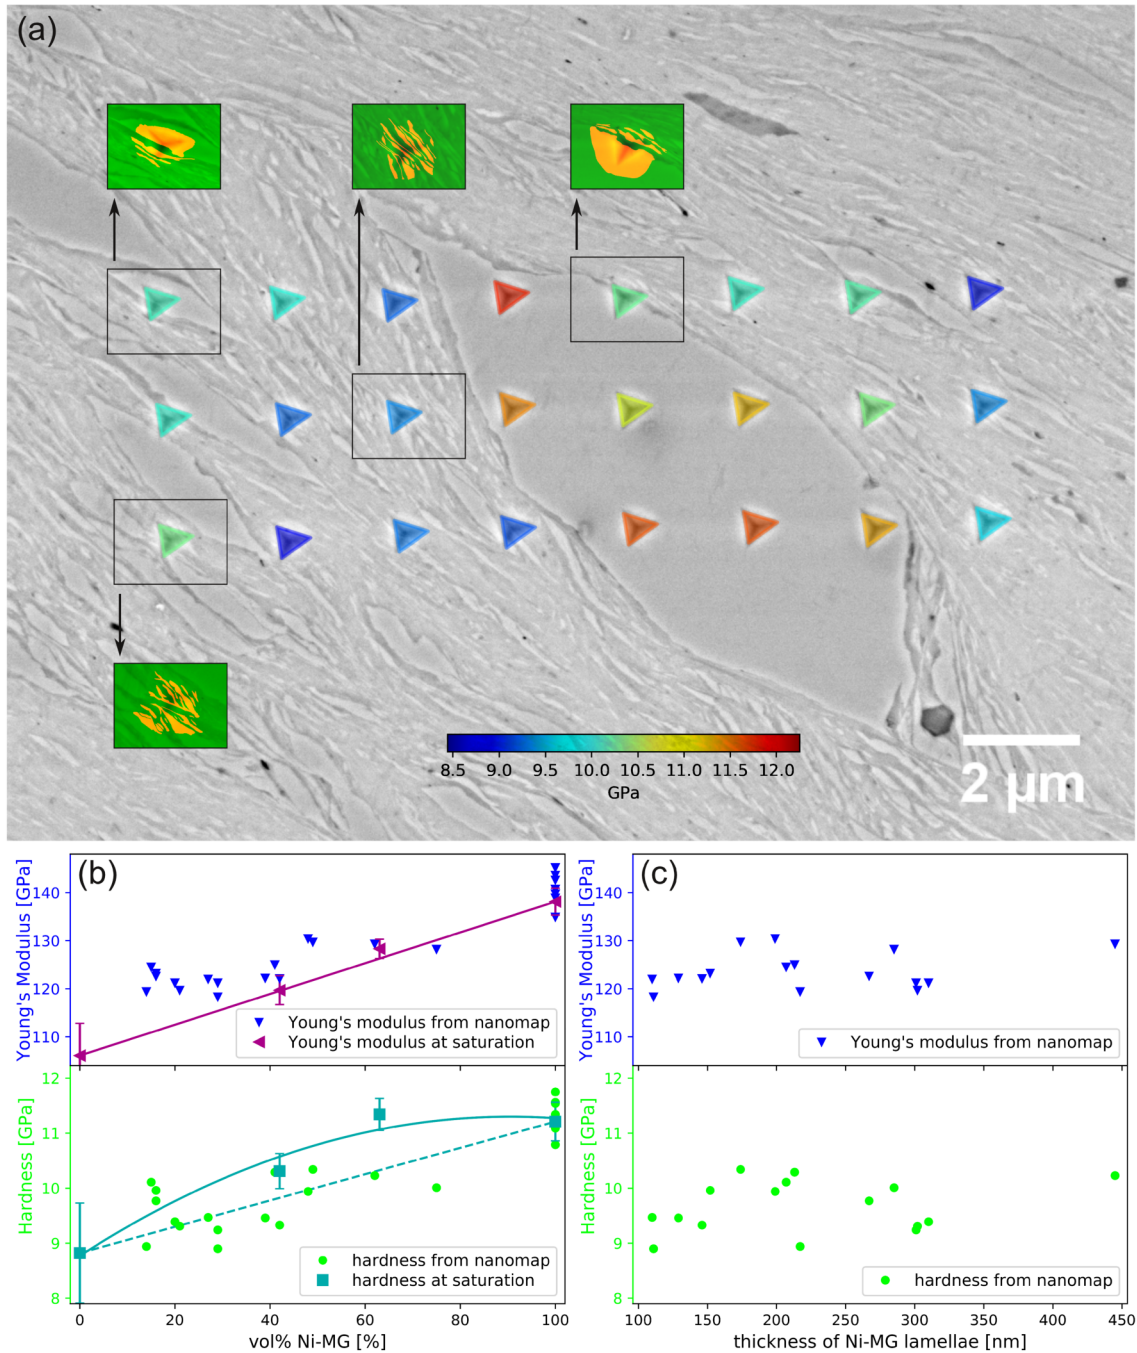 (a)
8.5 9.0 9.5 10.0 10.5 11.0 11.5 12.0
GPa
2 µm
(b)
Young's Modulus [GPa]
140
130
120
110
Young's modulus from nanomap
Young's modulus at saturation
Hardness [GPa]
12
11
10
9
8
hardness from nanomap
hardness at saturation
0 20 40 60 80 100
vol% Ni-MG [%]
(c)
Young's Modulus [GPa]
140
130
120
110
Young's modulus from nanomap
Hardness [GPa]
12
11
10
9
8
hardness from nanomap
100 150 200 250 300 350 400 450
thickness of Ni-MG lamellae [nm]